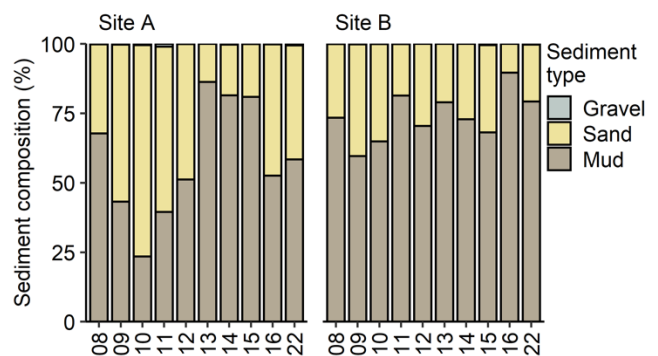 Site A
Site B
Sediment composition (%)
100
75
50
25
0
08 09 10 11 12 13 14 15 16 22
08 09 10 11 12 13 14 15 16 22
Sediment
type
Gravel
Sand
Mud